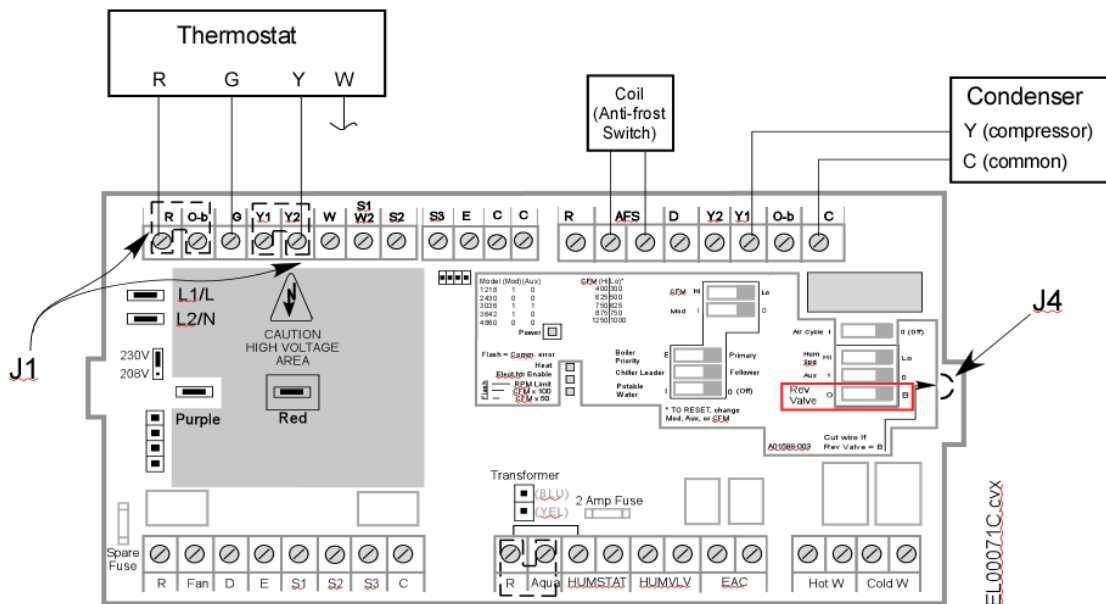 Thermostat
R G Y W
Coil
(Anti-frost
Switch)
Condenser
Y (compressor)
C (common)
R O-b G Y1 Y2 W S1 W2 S2 S3 E C C
R AFS D Y2 Y1 O-b C
J1
L1/L
L2/N
230V
208V
Purple
CAUTION
HIGH VOLTAGE
AREA
Red
Model (Mod) (Aux) CFM (Hi/Lo)*
1218 1 0 400 300
2430 0 0 625 500
3036 1 1 750 625
3642 1 0 875 750
4860 0 0 1250 1000
Power
Flash = Comm. error
Heat
Elect.htr Enable
Flash
RPM Limit
CFM x 100
CFM x 50
CFM Hi Lo
Mod I 0
Boiler
Priority E Primary
Chiller Leader Follower
Potable
Water I 0 (Off)
* TO RESET, change
Mod, Aux, or CFM
Air Cycle I 0 (Off)
Hum
Spd Hi Lo
Aux 1 0
Rev
Valve O B
J4
A01588-003
Cut wire If
Rev Valve = B
Transformer
(BLU)
(YEL)
2 Amp Fuse
Spare
Fuse
R Fan D E S1 S2 S3 C
R Aqua HUMSTAT HUMVLV EAC
Hot W Cold W
EL00071C.cvx